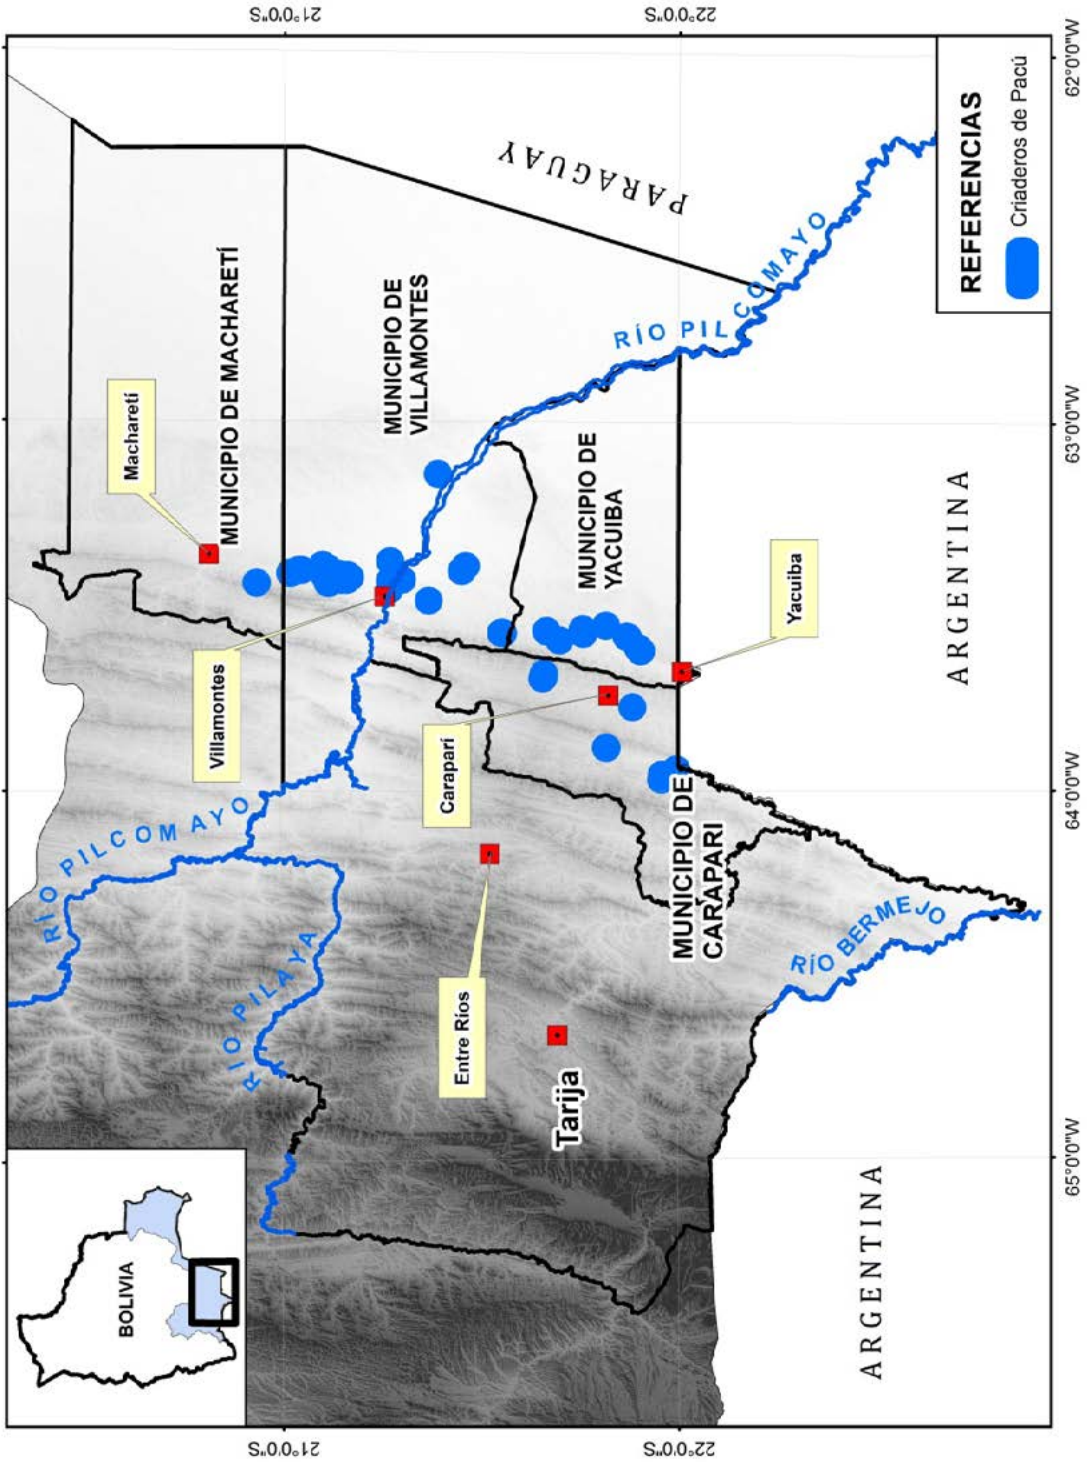 65°0'0"W
64°0'0"W
63°0'0"W
62°0'0"W
21°0'0"S
21°0'0"S
22°0'0"S
22°0'0"S
BOLIVIA
RÍO PILCOMAYO
RÍO PILAYA
Machareti
MUNICIPIO DE MACHARETÍ
Villamontes
MUNICIPIO DE
VILLAMONTES
PARAGUAY
Entre Ríos
Caraparí
Tarija
MUNICIPIO DE
YACUIBA
RÍO PILCOMAYO
MUNICIPIO DE
CARAPARI
Yacuiba
RÍO BERMEJO
ARGENTINA
ARGENTINA
REFERENCIAS
Criaderos de Pacú